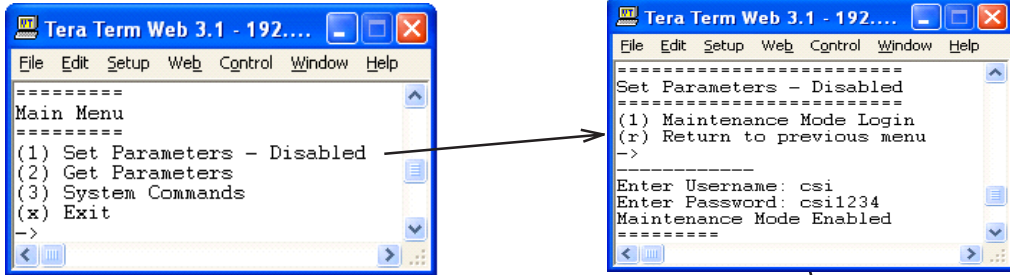 Tera Term Web 3.1 - 192....
File Edit Setup Web Control Window Help
=========
Main Menu
=========
(1) Set Parameters - Disabled
(2) Get Parameters
(3) System Commands
(x) Exit
->
Tera Term Web 3.1 - 192....
File Edit Setup Web Control Window Help
==========================
Set Parameters - Disabled
==========================
(1) Maintenance Mode Login
(r) Return to previous menu
->
------------
Enter Username: csi
Enter Password: csi1234
Maintenance Mode Enabled
=========